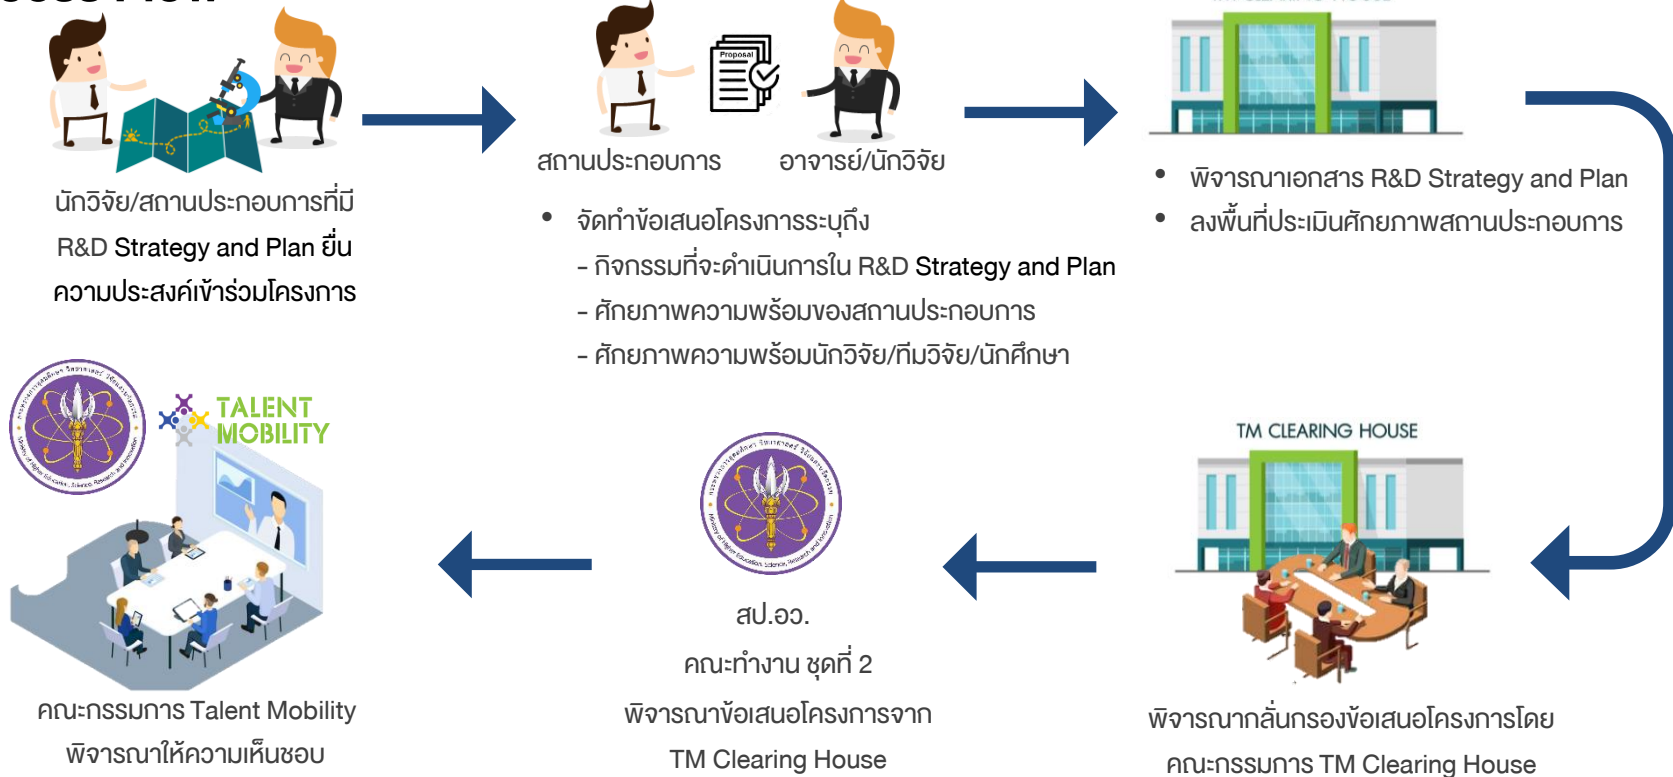 Proposal
สถานประกอบการ
อาจารย์/นักวิจัย
นักวิจัย/สถานประกอบการที่มี
R&D Strategy and Plan ยื่น
ความประสงค์เข้าร่วมโครงการ
• จัดทำข้อเสนอโครงการระบุถึง
- กิจกรรมที่จะดำเนินการใน R&D Strategy and Plan
- ศักยภาพความพร้อมของสถานประกอบการ
- ศักยภาพความพร้อมนักวิจัย/ทีมวิจัย/นักศึกษา
• พิจารณาเอกสาร R&D Strategy and Plan
• ลงพื้นที่ประเมินศักยภาพสถานประกอบการ
TM CLEARING HOUSE
พิจารณากลั่นกรองข้อเสนอโครงการโดย
คณะกรรมการ TM Clearing House
สป.อว.
คณะทำงาน ชุดที่ 2
พิจารณาข้อเสนอโครงการจาก
TM Clearing House
TALENT
MOBILITY
คณะกรรมการ Talent Mobility
พิจารณาให้ความเห็นชอบ